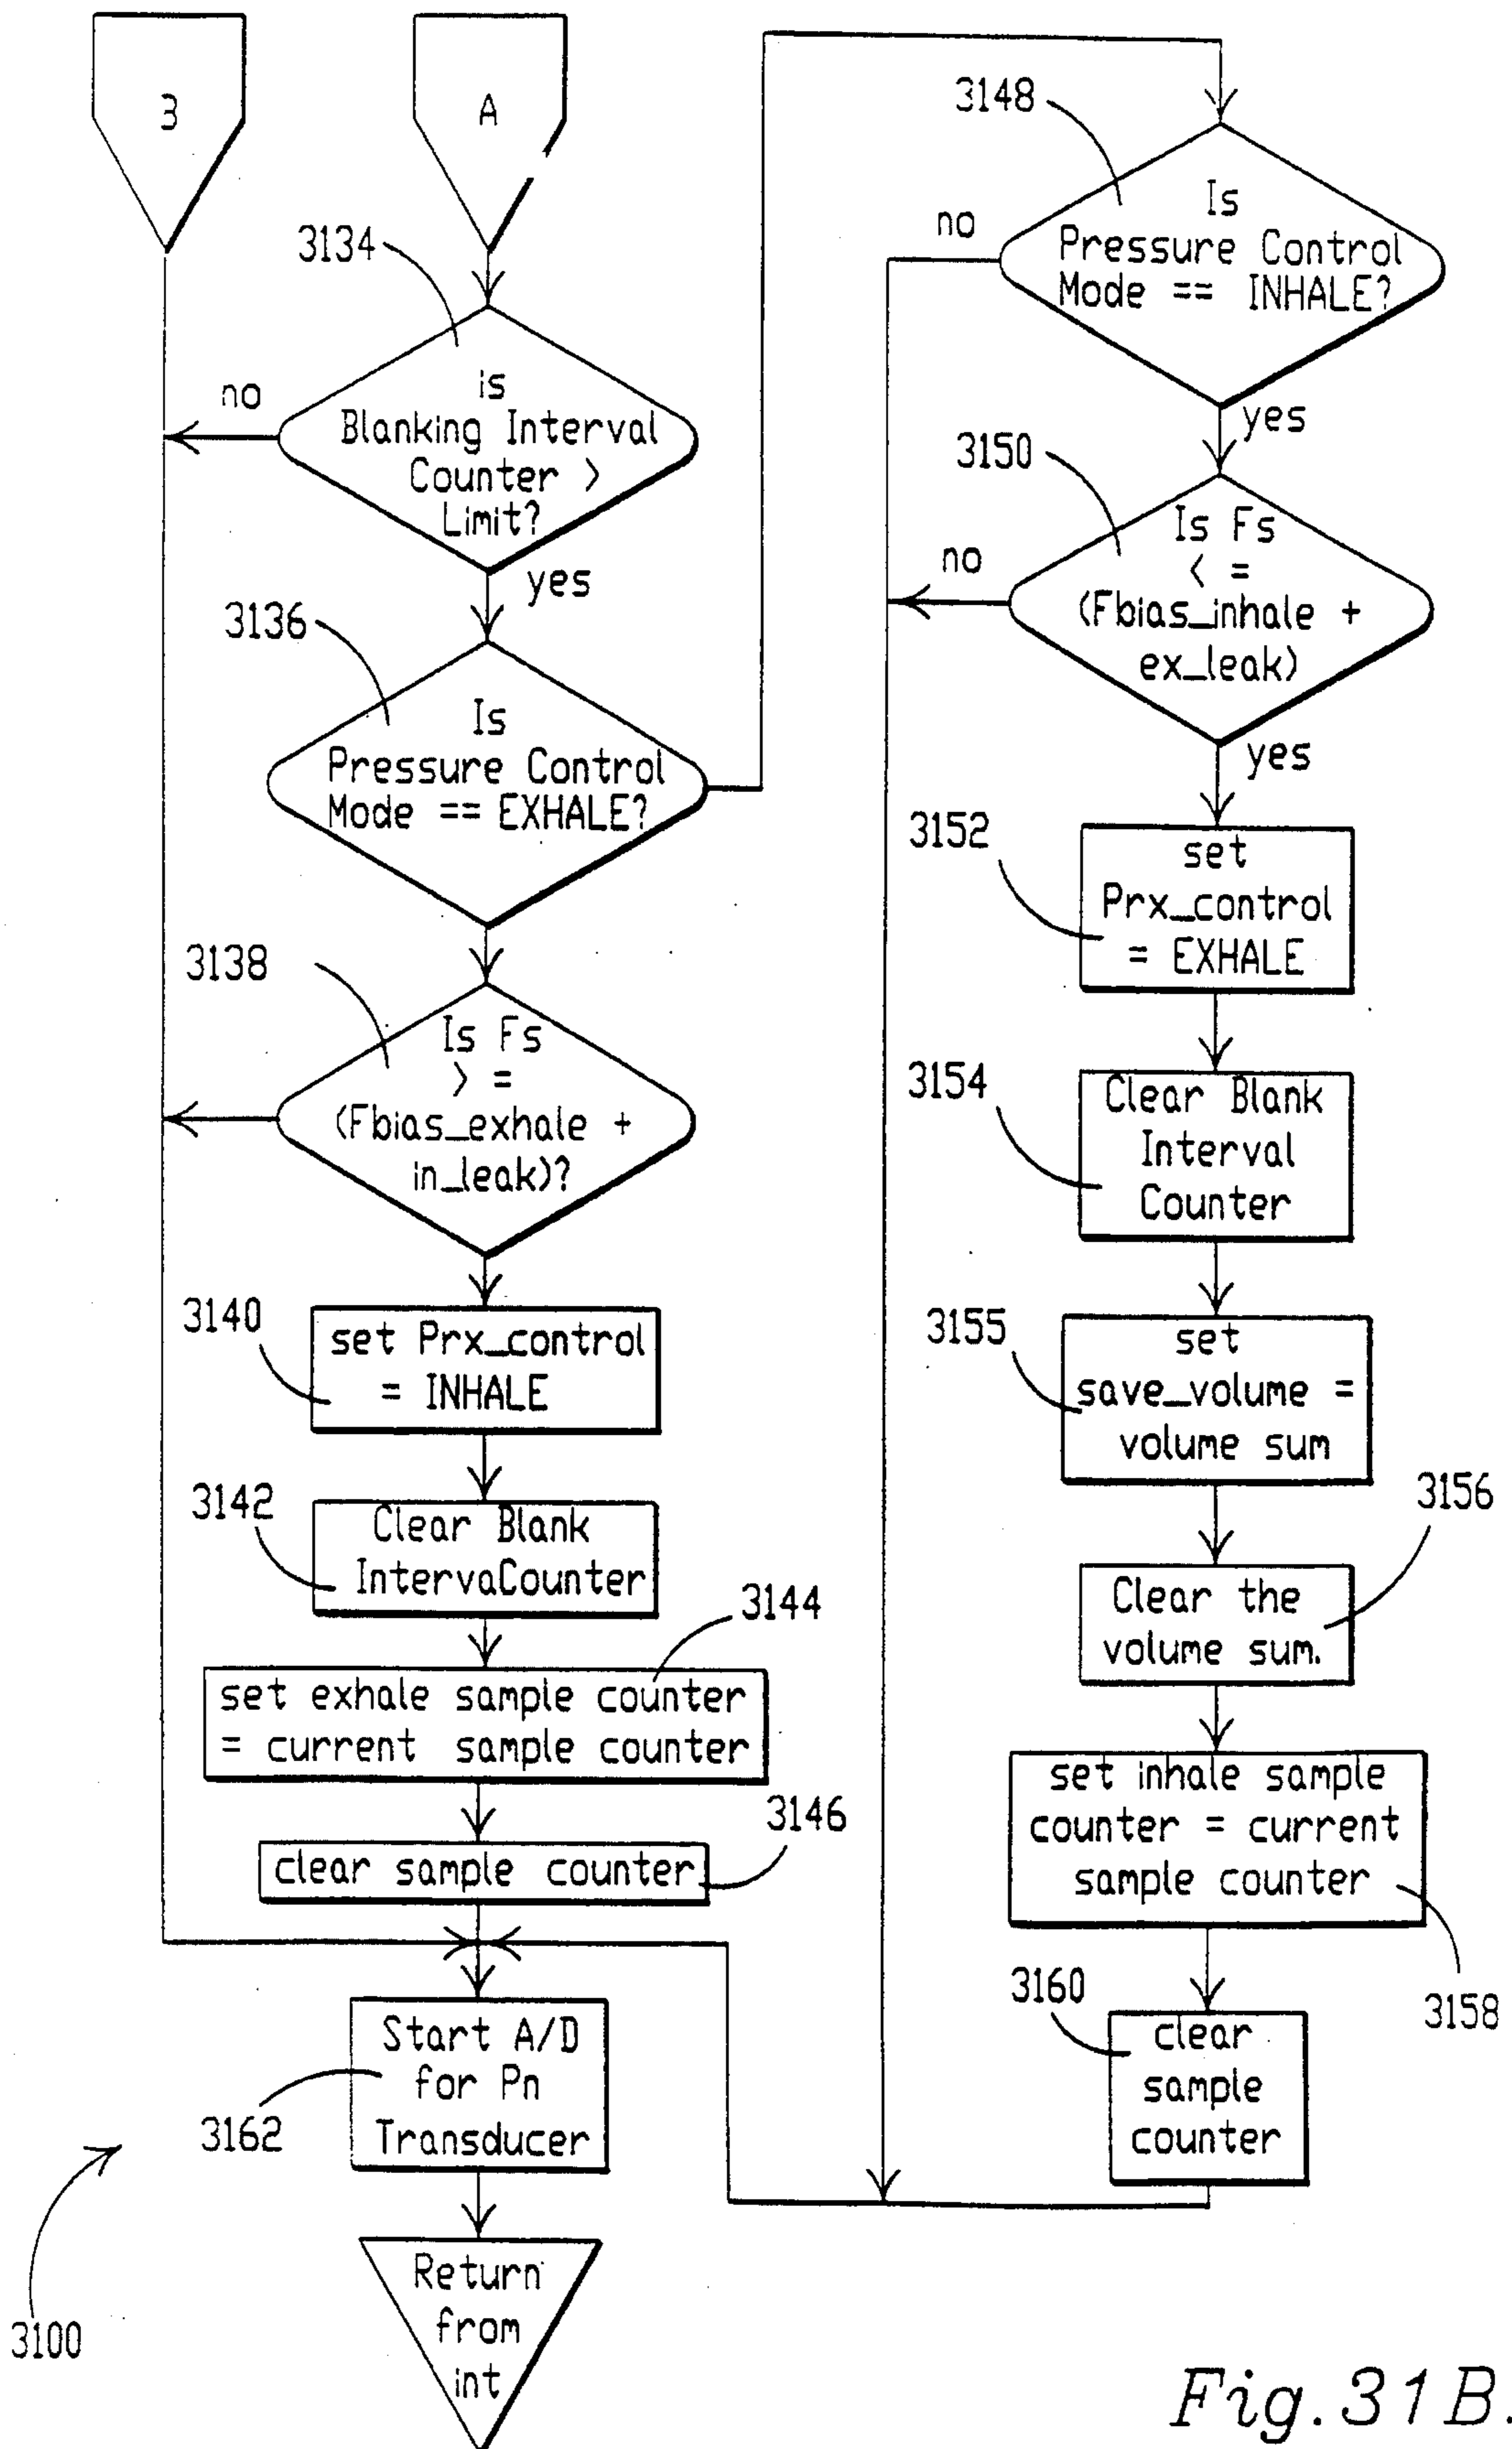 B
A
3134
is
Blanking Interval
Counter >
Limit?
no
yes
3136
Is
Pressure Control
Mode == EXHALE?
3138
Is Fs
> =
(Fbias_exhale +
in_leak)?
3140
set Prx_control
= INHALE
3142
Clear Blank
IntervaCounter
3144
set exhale sample counter
= current sample counter
3146
clear sample counter
3162
Start A/D
for Pn
Transducer
Return
from
int
3100
3148
Is
Pressure Control
Mode == INHALE?
no
yes
3150
Is Fs
< =
(Fbias_inhale +
ex_leak)
no
yes
3152
set
Prx_control
= EXHALE
3154
Clear Blank
Interval
Counter
3155
set
save_volume =
volume sum
3156
Clear the
volume sum.
set inhale sample
counter = current
sample counter
3158
3160
clear
sample
counter
Fig. 31B.